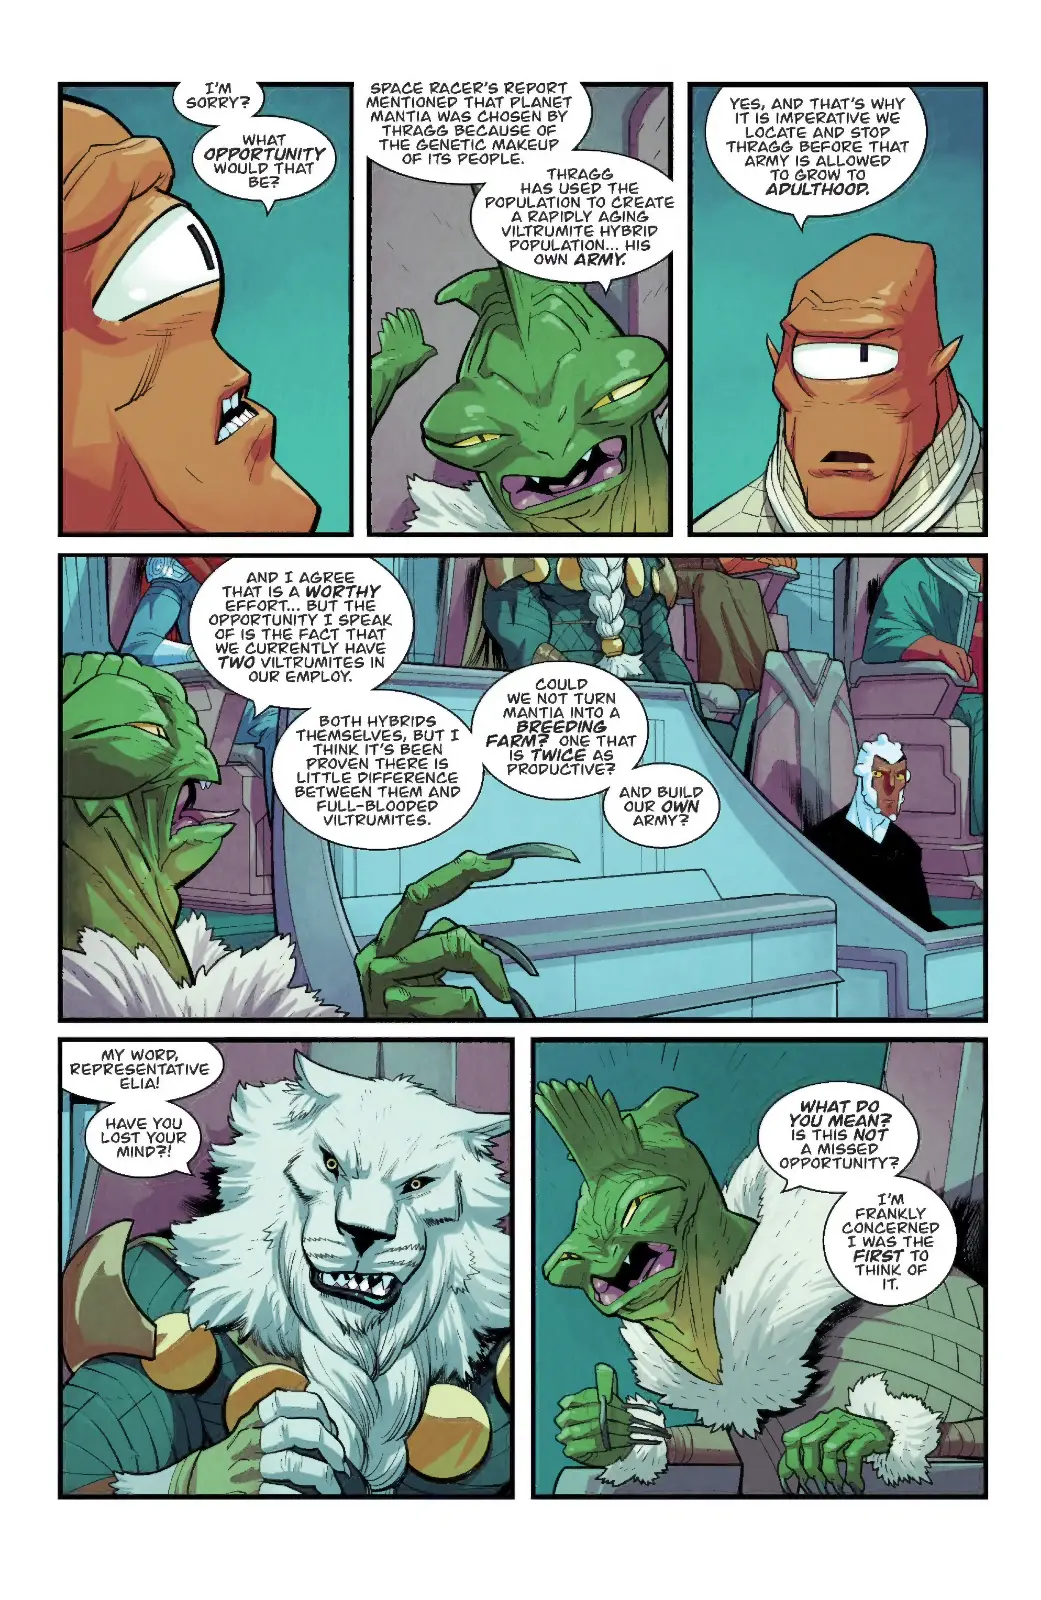 I'M
SORRY?
WHAT
OPPORTUNITY
WOULD THAT
BE?
SPACE RACER'S REPORT
MENTIONED THAT PLANET
MANTIA WAS CHOSEN BY
THRAGG BECAUSE OF
THE GENETIC MAKEUP
OF ITS PEOPLE.
THRAGG
HAS USED THE
POPULATION TO CREATE
A RAPIDLY AGING
VILTRUMITE HYBRID
POPULATION... HIS
OWN ARMY.
YES, AND THAT'S WHY
IT IS IMPERATIVE WE
LOCATE AND STOP
THRAGG BEFORE THAT
ARMY IS ALLOWED
TO GROW TO
ADULTHOOD.
AND I AGREE
THAT IS A WORTHY
EFFORT... BUT THE
OPPORTUNITY I SPEAK
OF IS THE FACT THAT
WE CURRENTLY HAVE
TWO VILTRUMITES IN
OUR EMPLOY.
BOTH HYBRIDS
THEMSELVES, BUT I
THINK IT'S BEEN
PROVEN THERE IS
LITTLE DIFFERENCE
BETWEEN THEM AND
FULL-BLOODED
VILTRUMITES.
COULD
WE NOT TURN
MANTIA INTO A
BREEDING
FARM? ONE THAT
IS TWICE AS
PRODUCTIVE?
AND BUILD
OUR OWN
ARMY?
MY WORD,
REPRESENTATIVE
ELIA!
HAVE YOU
LOST YOUR
MIND?!
WHAT DO
YOU MEAN?
IS THIS NOT
A MISSED
OPPORTUNITY?
I'M
FRANKLY
CONCERNED
I WAS THE
FIRST TO
THINK OF
IT.